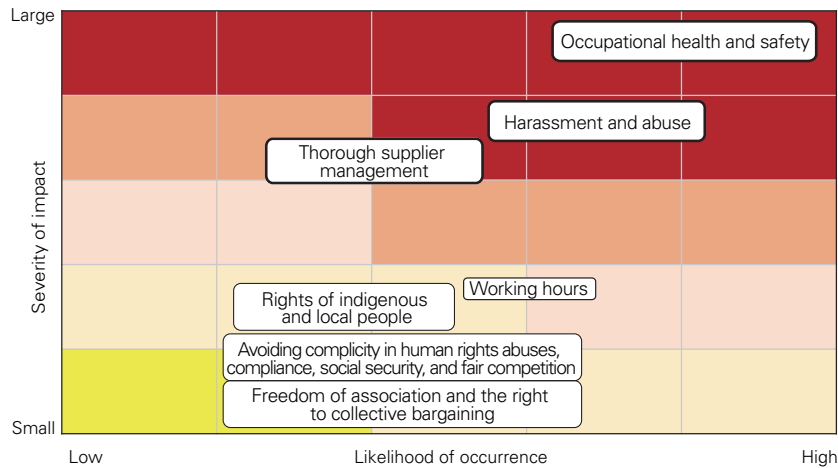 Large
Occupational health and safety
Harassment and abuse
Thorough supplier
management
Severity of impact
Working hours
Rights of indigenous
and local people
Avoiding complicity in human rights abuses,
compliance, social security, and fair competition
Freedom of association and the right
to collective bargaining
Small
Low
Likelihood of occurrence
High